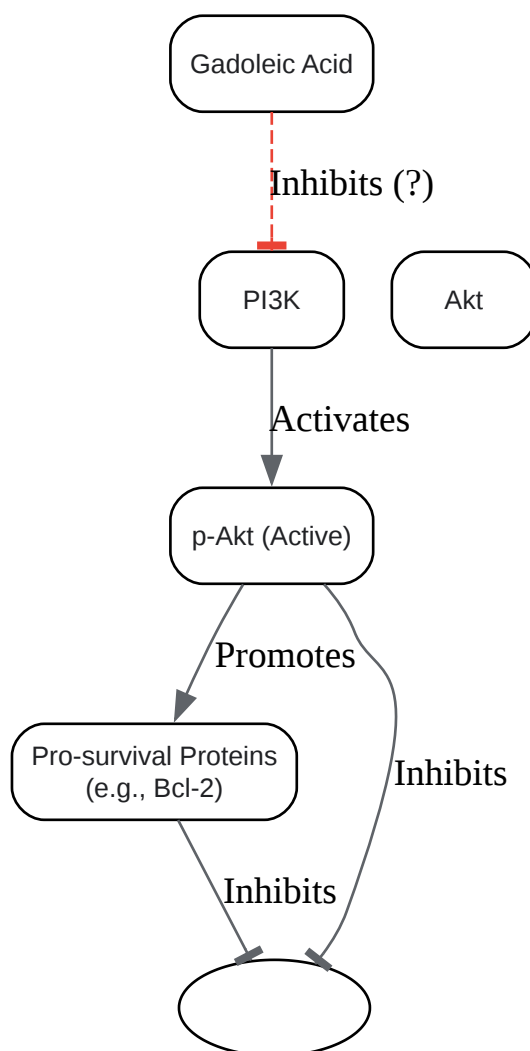 Gadoleic Acid
Inhibits (?)
PI3K
Akt
Activates
p-Akt (Active)
Promotes
Pro-survival Proteins
(e.g., Bcl-2)
Inhibits
Inhibits